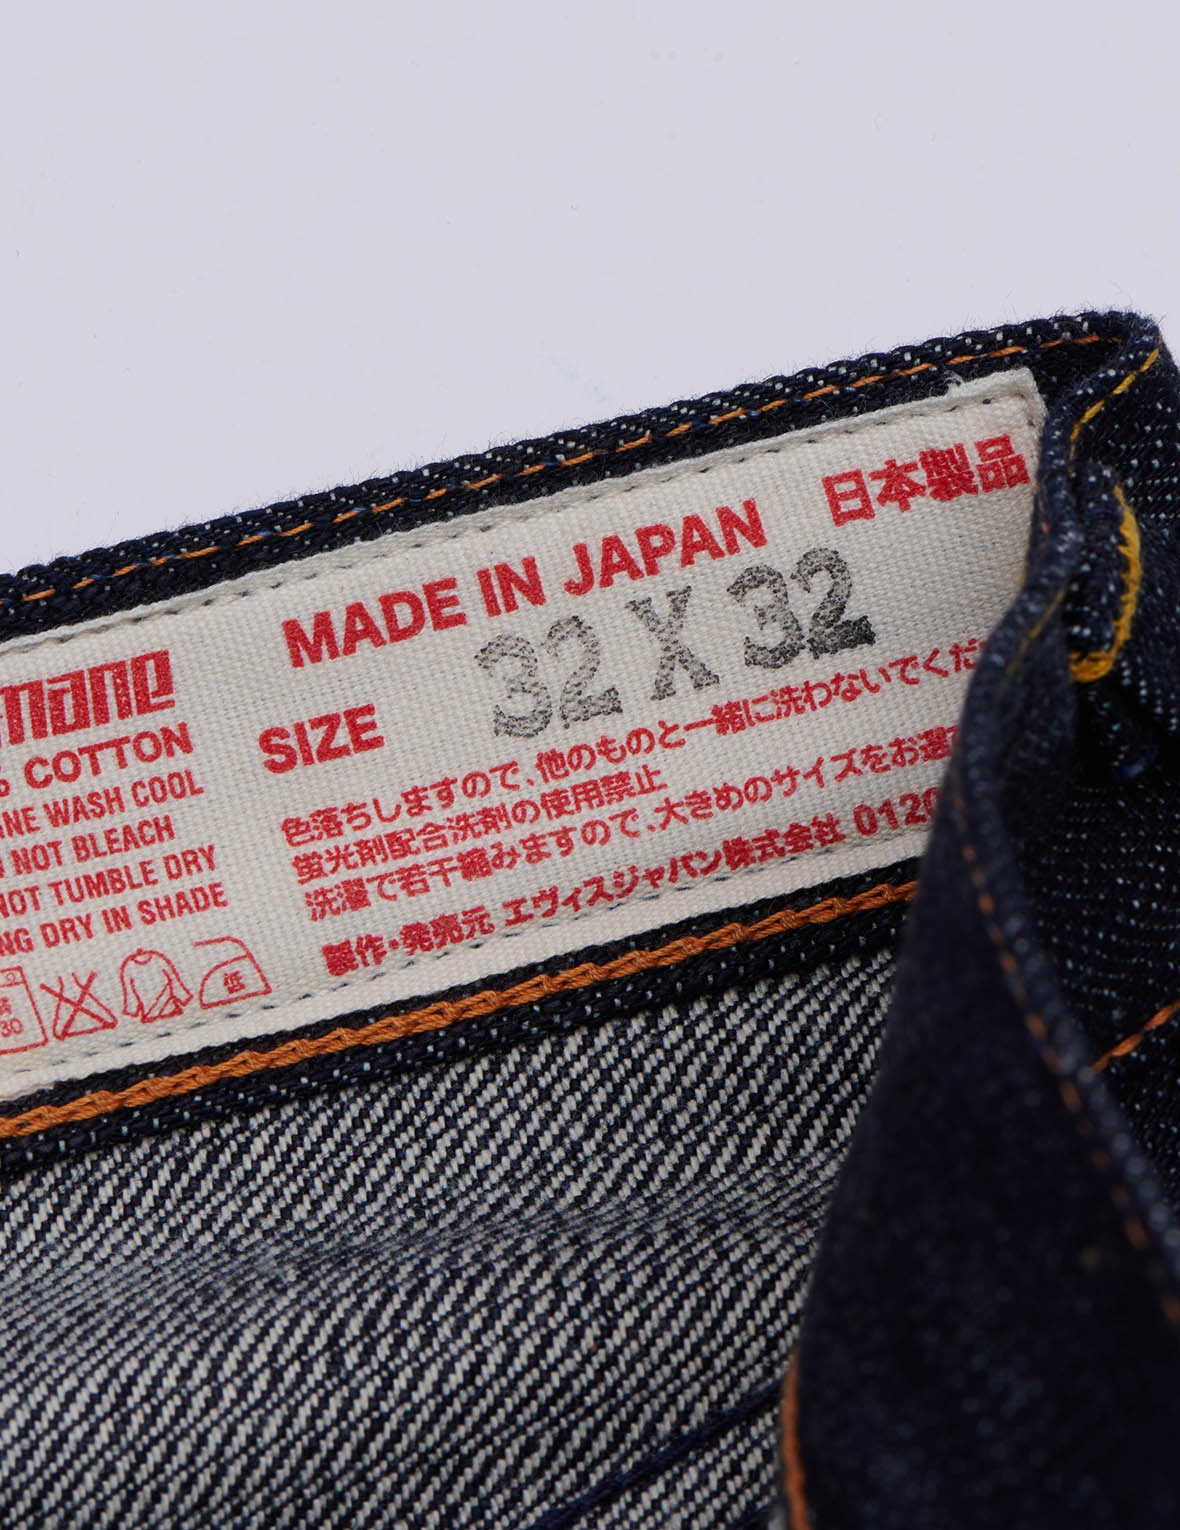 MADE IN JAPAN 日本製品
SIZE 32 X 32
色落ちしますので、他のものと一緒に洗わないでくだ
蛍光剤配合洗剤の使用禁止
洗濯で若干縮みますので、大きめのサイズをお選
製作・発売元 エヴィスジャパン株式会社 0120
COTTON
WASH COOL
NOT BLEACH
NOT TUMBLE DRY
DRY IN SHADE
30
低